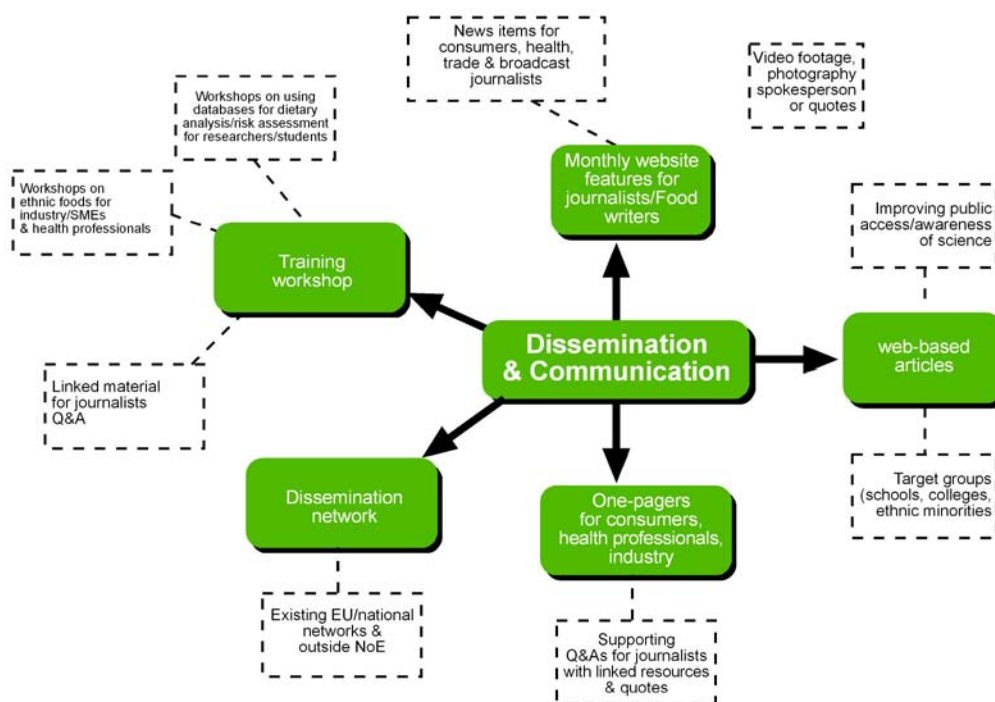 News items for
consumers, health,
trade & broadcast
journalists
Video footage,
photography
spokesperson
or quotes
Workshops on using
databases for dietary
analysis/risk assessment
for researchers/students
Monthly website
features for
journalists/Food
writers
Workshops on
ethnic foods for
industry/SMEs
& health professionals
Improving public
access/awareness
of science
Training
workshop
Dissemination
& Communication
web-based
articles
Linked material
for journalists
Q&A
Dissemination
network
One-pagers
for consumers,
health professionals,
industry
Target groups
(schools, colleges,
ethnic minorities
Existing EU/national
networks &
outside NoE
Supporting
Q&As for journalists
with linked resources
& quotes